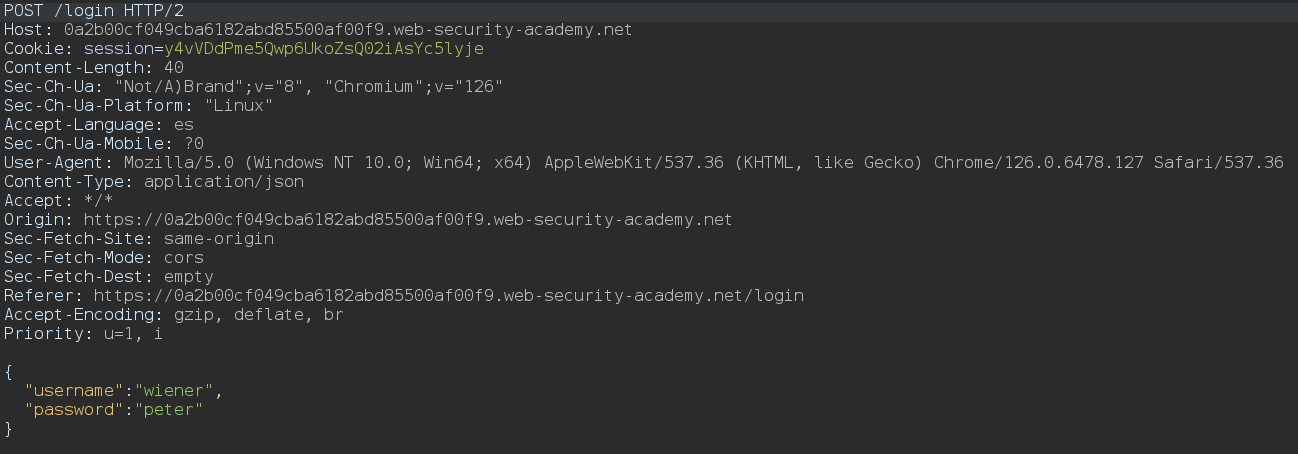 POST /login HTTP/2
Host: 0a2b00cf049cba6182abd85500af00f9.web-security-academy.net
Cookie: session=y4vVDdPme5Qwp6UkoZsQ02iAsYc5lyje
Content-Length: 40
Sec-Ch-Ua: "Not/A)Brand";v="8", "Chromium";v="126"
Sec-Ch-Ua-Platform: "Linux"
Accept-Language: es
Sec-Ch-Ua-Mobile: ?0
User-Agent: Mozilla/5.0 (Windows NT 10.0; Win64; x64) AppleWebKit/537.36 (KHTML, like Gecko) Chrome/126.0.6478.127 Safari/537.36
Content-Type: application/json
Accept: */*
Origin: https://0a2b00cf049cba6182abd85500af00f9.web-security-academy.net
Sec-Fetch-Site: same-origin
Sec-Fetch-Mode: cors
Sec-Fetch-Dest: empty
Referer: https://0a2b00cf049cba6182abd85500af00f9.web-security-academy.net/login
Accept-Encoding: gzip, deflate, br
Priority: u=1, i
{
"username":"wiener",
"password":"peter"
}